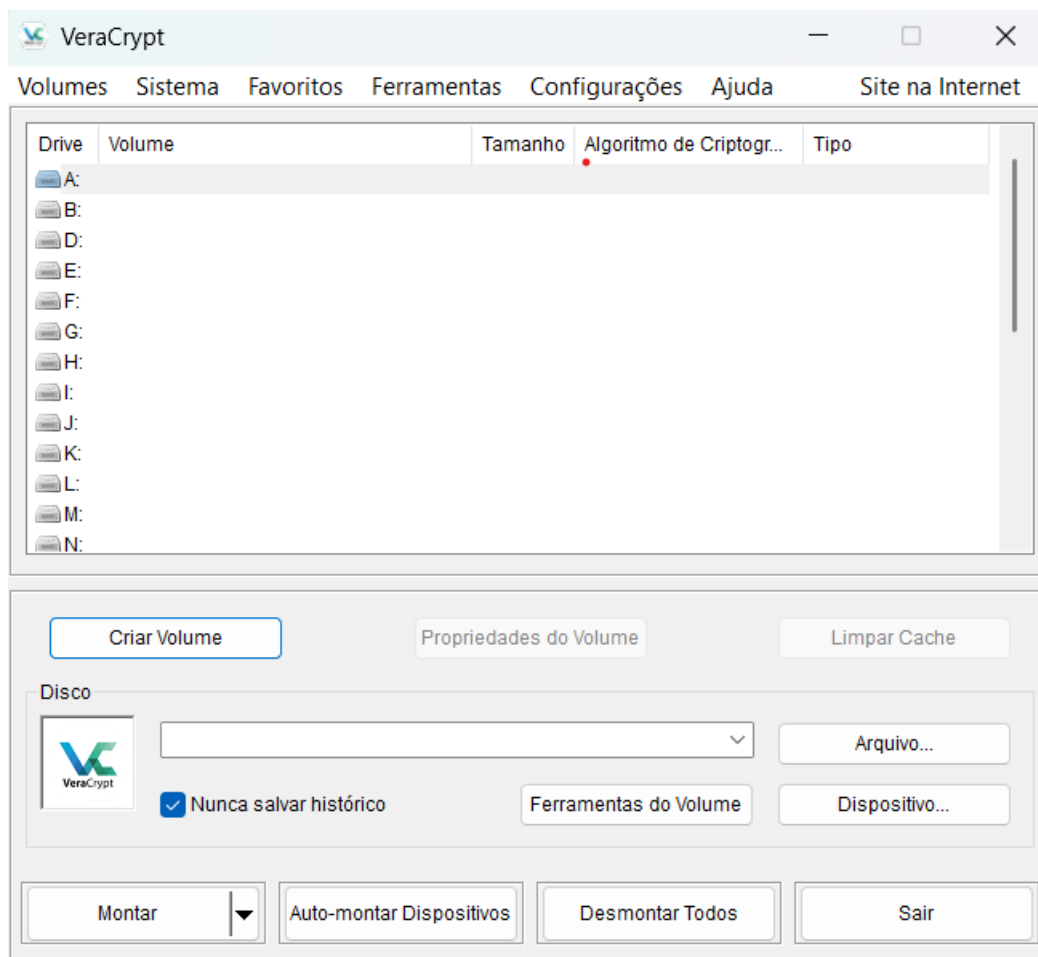 VeraCrypt
Volumes Sistema Favoritos Ferramentas Configurações Ajuda Site na Internet
Drive Volume Tamanho Algoritmo de Criptogr... Tipo
A:
B:
D:
E:
F:
G:
H:
I:
J:
K:
L:
M:
N:
Criar Volume Propriedades do Volume Limpar Cache
Disco
VeraCrypt
Arquivo...
Nunca salvar histórico Ferramentas do Volume Dispositivo...
Montar Auto-montar Dispositivos Desmontar Todos Sair